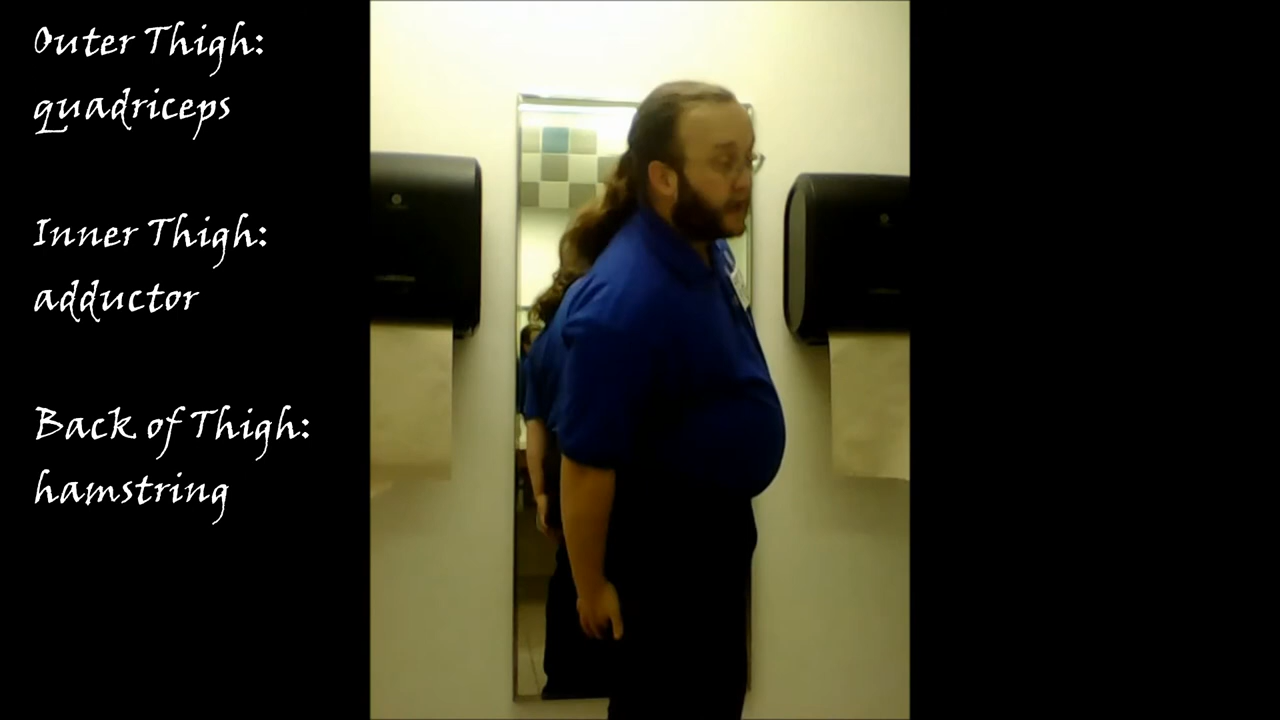 Outer Thigh:
quadriceps
Inner Thigh:
adductor
Back of Thigh:
hamstring